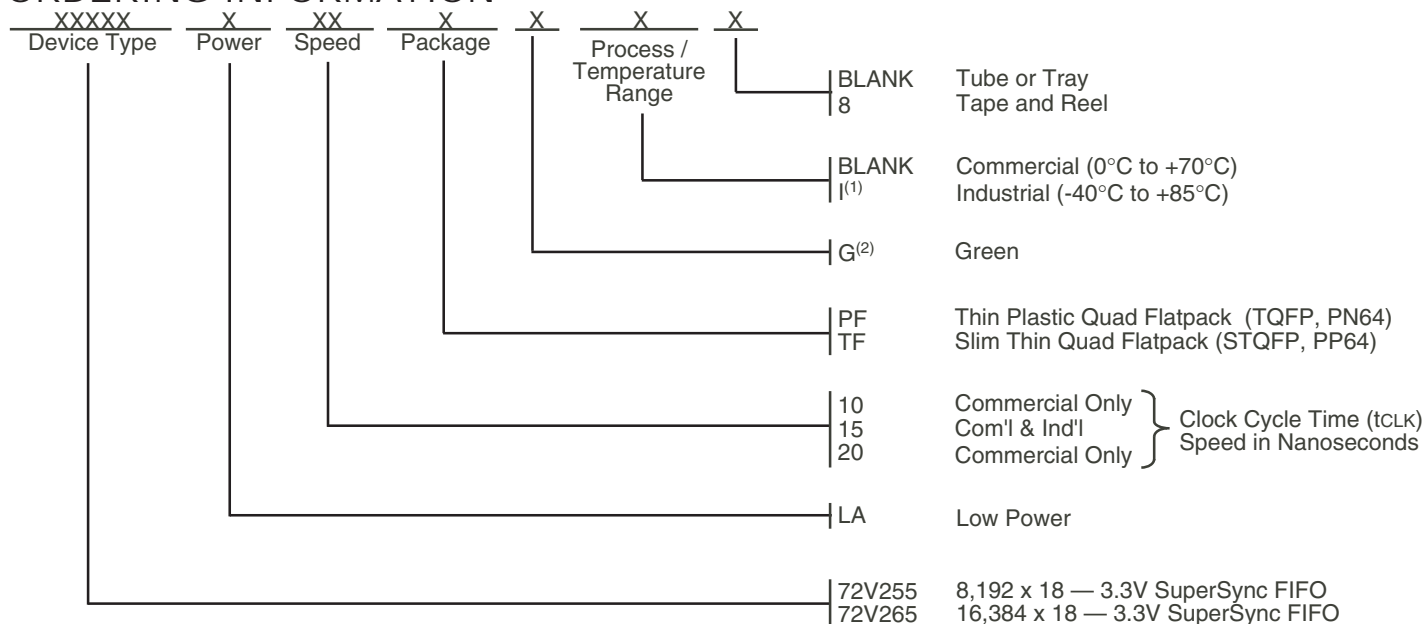 ORDERING INFORMATION
XXXXX X XX X X X X
Device Type Power Speed Package Process /
Temperature
Range
BLANK Tube or Tray
8 Tape and Reel
BLANK Commercial (0°C to +70°C)
I(1) Industrial (-40°C to +85°C)
G(2) Green
PF Thin Plastic Quad Flatpack (TQFP, PN64)
TF Slim Thin Quad Flatpack (STQFP, PP64)
10 Commercial Only
15 Com'l & Ind'l
20 Commercial Only
Clock Cycle Time (tCLK)
Speed in Nanoseconds
LA Low Power
72V255 8,192 x 18 — 3.3V SuperSync FIFO
72V265 16,384 x 18 — 3.3V SuperSync FIFO